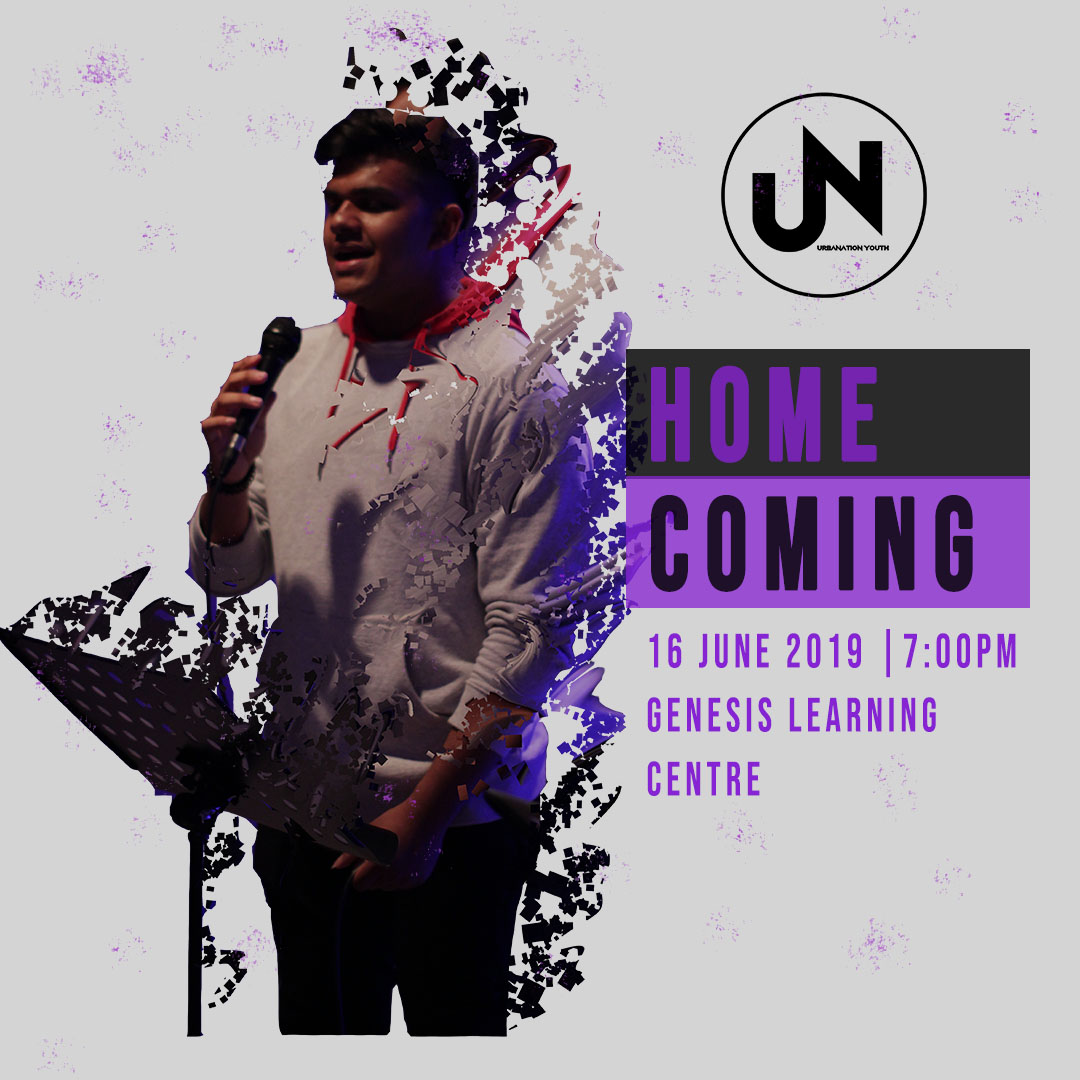 UN
URBANATION YOUTH
HOME
COMING
16 JUNE 2019 |7:00PM
GENESIS LEARNING
CENTRE